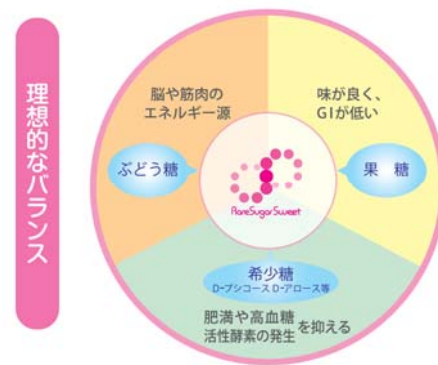 理想的なバランス
脳や筋肉の
エネルギー源
味が良く、
GIが低い
ぶどう糖
果 糖
RareSugarSweet
希少糖
D-プシコース D-アロース等
肥満や高血糖
活性酵素の発生
を抑える